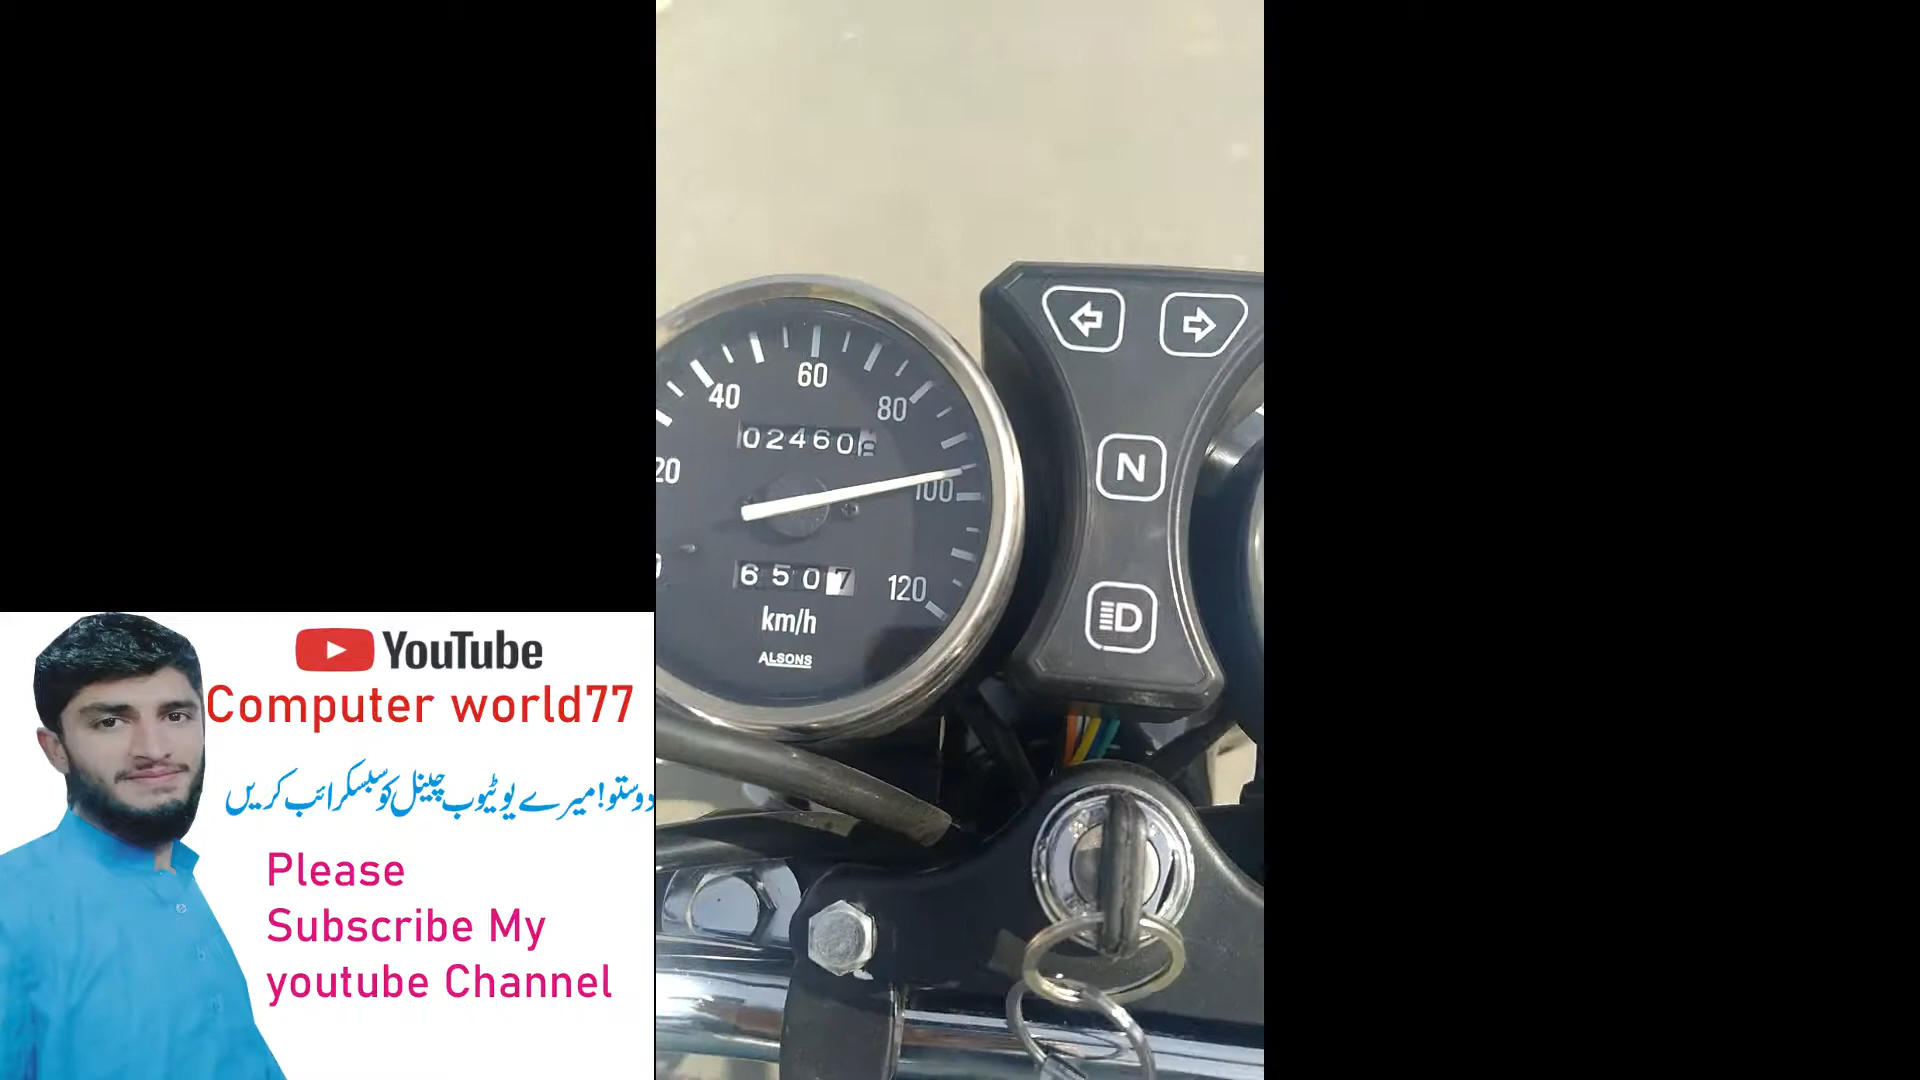 40
60
80
02460
20
100
6507
120
km/h
ALSONS
N
D
YouTube
Computer world77
دوستو! میرے یوٹیوب چینل کو سبسکرائب کریں
Please
Subscribe My
youtube Channel